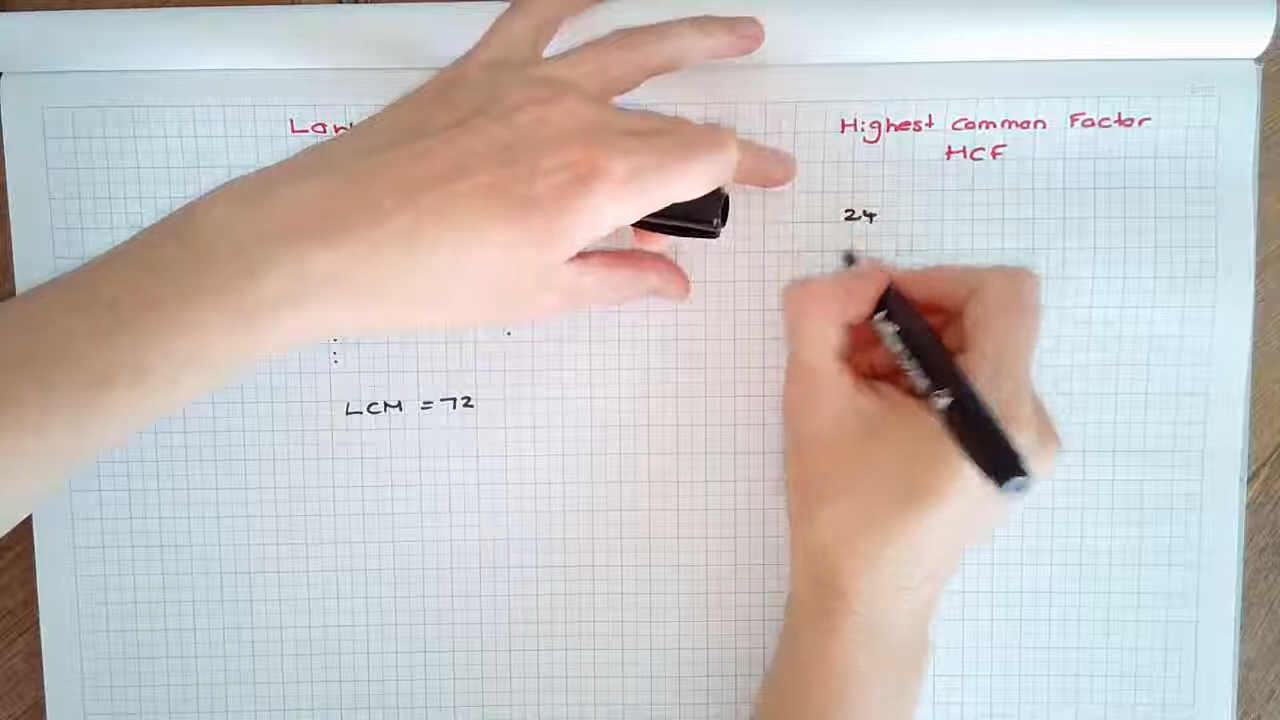 Highest Common Factor
HCF
24
LCM = 72